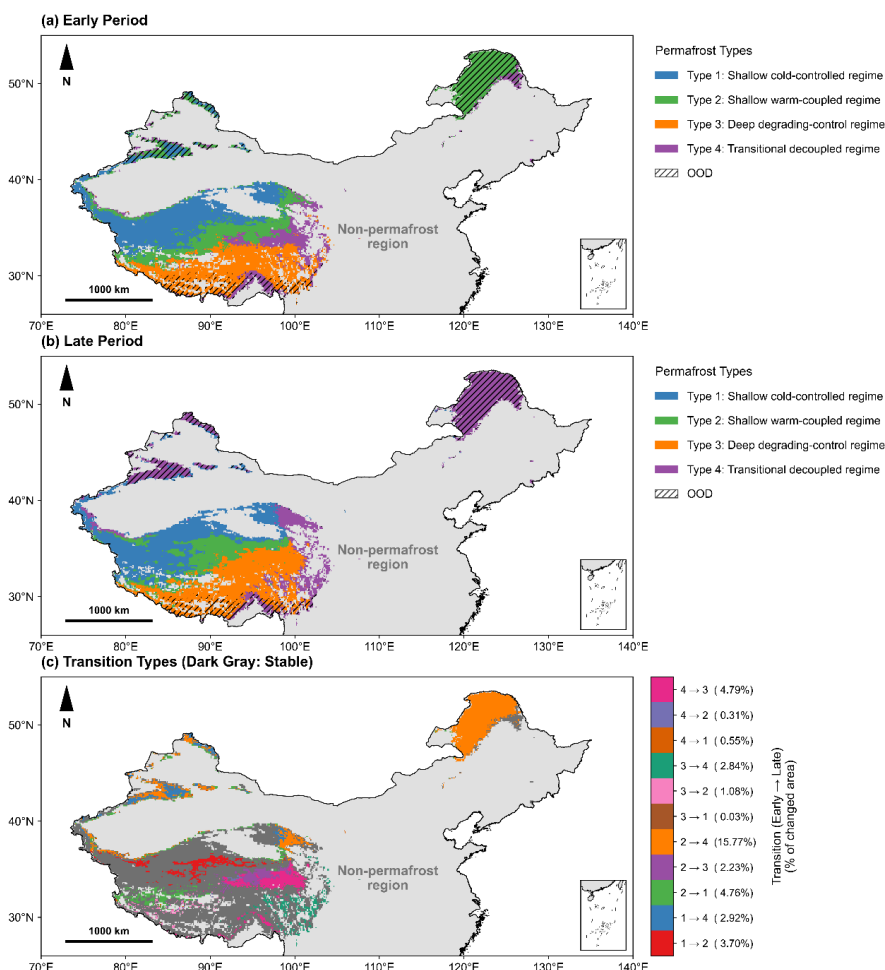 (a) Early Period
50°N
40°N
30°N
N
Non-permafrost
region
1000 km
70°E
80°E
90°E
100°E
110°E
120°E
130°E
140°E
Permafrost Types
Type 1: Shallow cold-controlled regime
Type 2: Shallow warm-coupled regime
Type 3: Deep degrading-control regime
Type 4: Transitional decoupled regime
OOD
(b) Late Period
50°N
40°N
30°N
N
Non-permafrost
region
1000 km
70°E
80°E
90°E
100°E
110°E
120°E
130°E
140°E
Permafrost Types
Type 1: Shallow cold-controlled regime
Type 2: Shallow warm-coupled regime
Type 3: Deep degrading-control regime
Type 4: Transitional decoupled regime
OOD
(c) Transition Types (Dark Gray: Stable)
50°N
40°N
30°N
N
Non-permafrost
region
1000 km
70°E
80°E
90°E
100°E
110°E
120°E
130°E
140°E
4 → 3 ( 4.79%)
4 → 2 ( 0.31%)
4 → 1 ( 0.55%)
3 → 4 ( 2.84%)
3 → 2 ( 1.08%)
3 → 1 ( 0.03%)
2 → 4 (15.77%)
2 → 3 ( 2.23%)
2 → 1 ( 4.76%)
1 → 4 ( 2.92%)
1 → 2 ( 3.70%)
Transition (Early → Late)
(% of changed area)